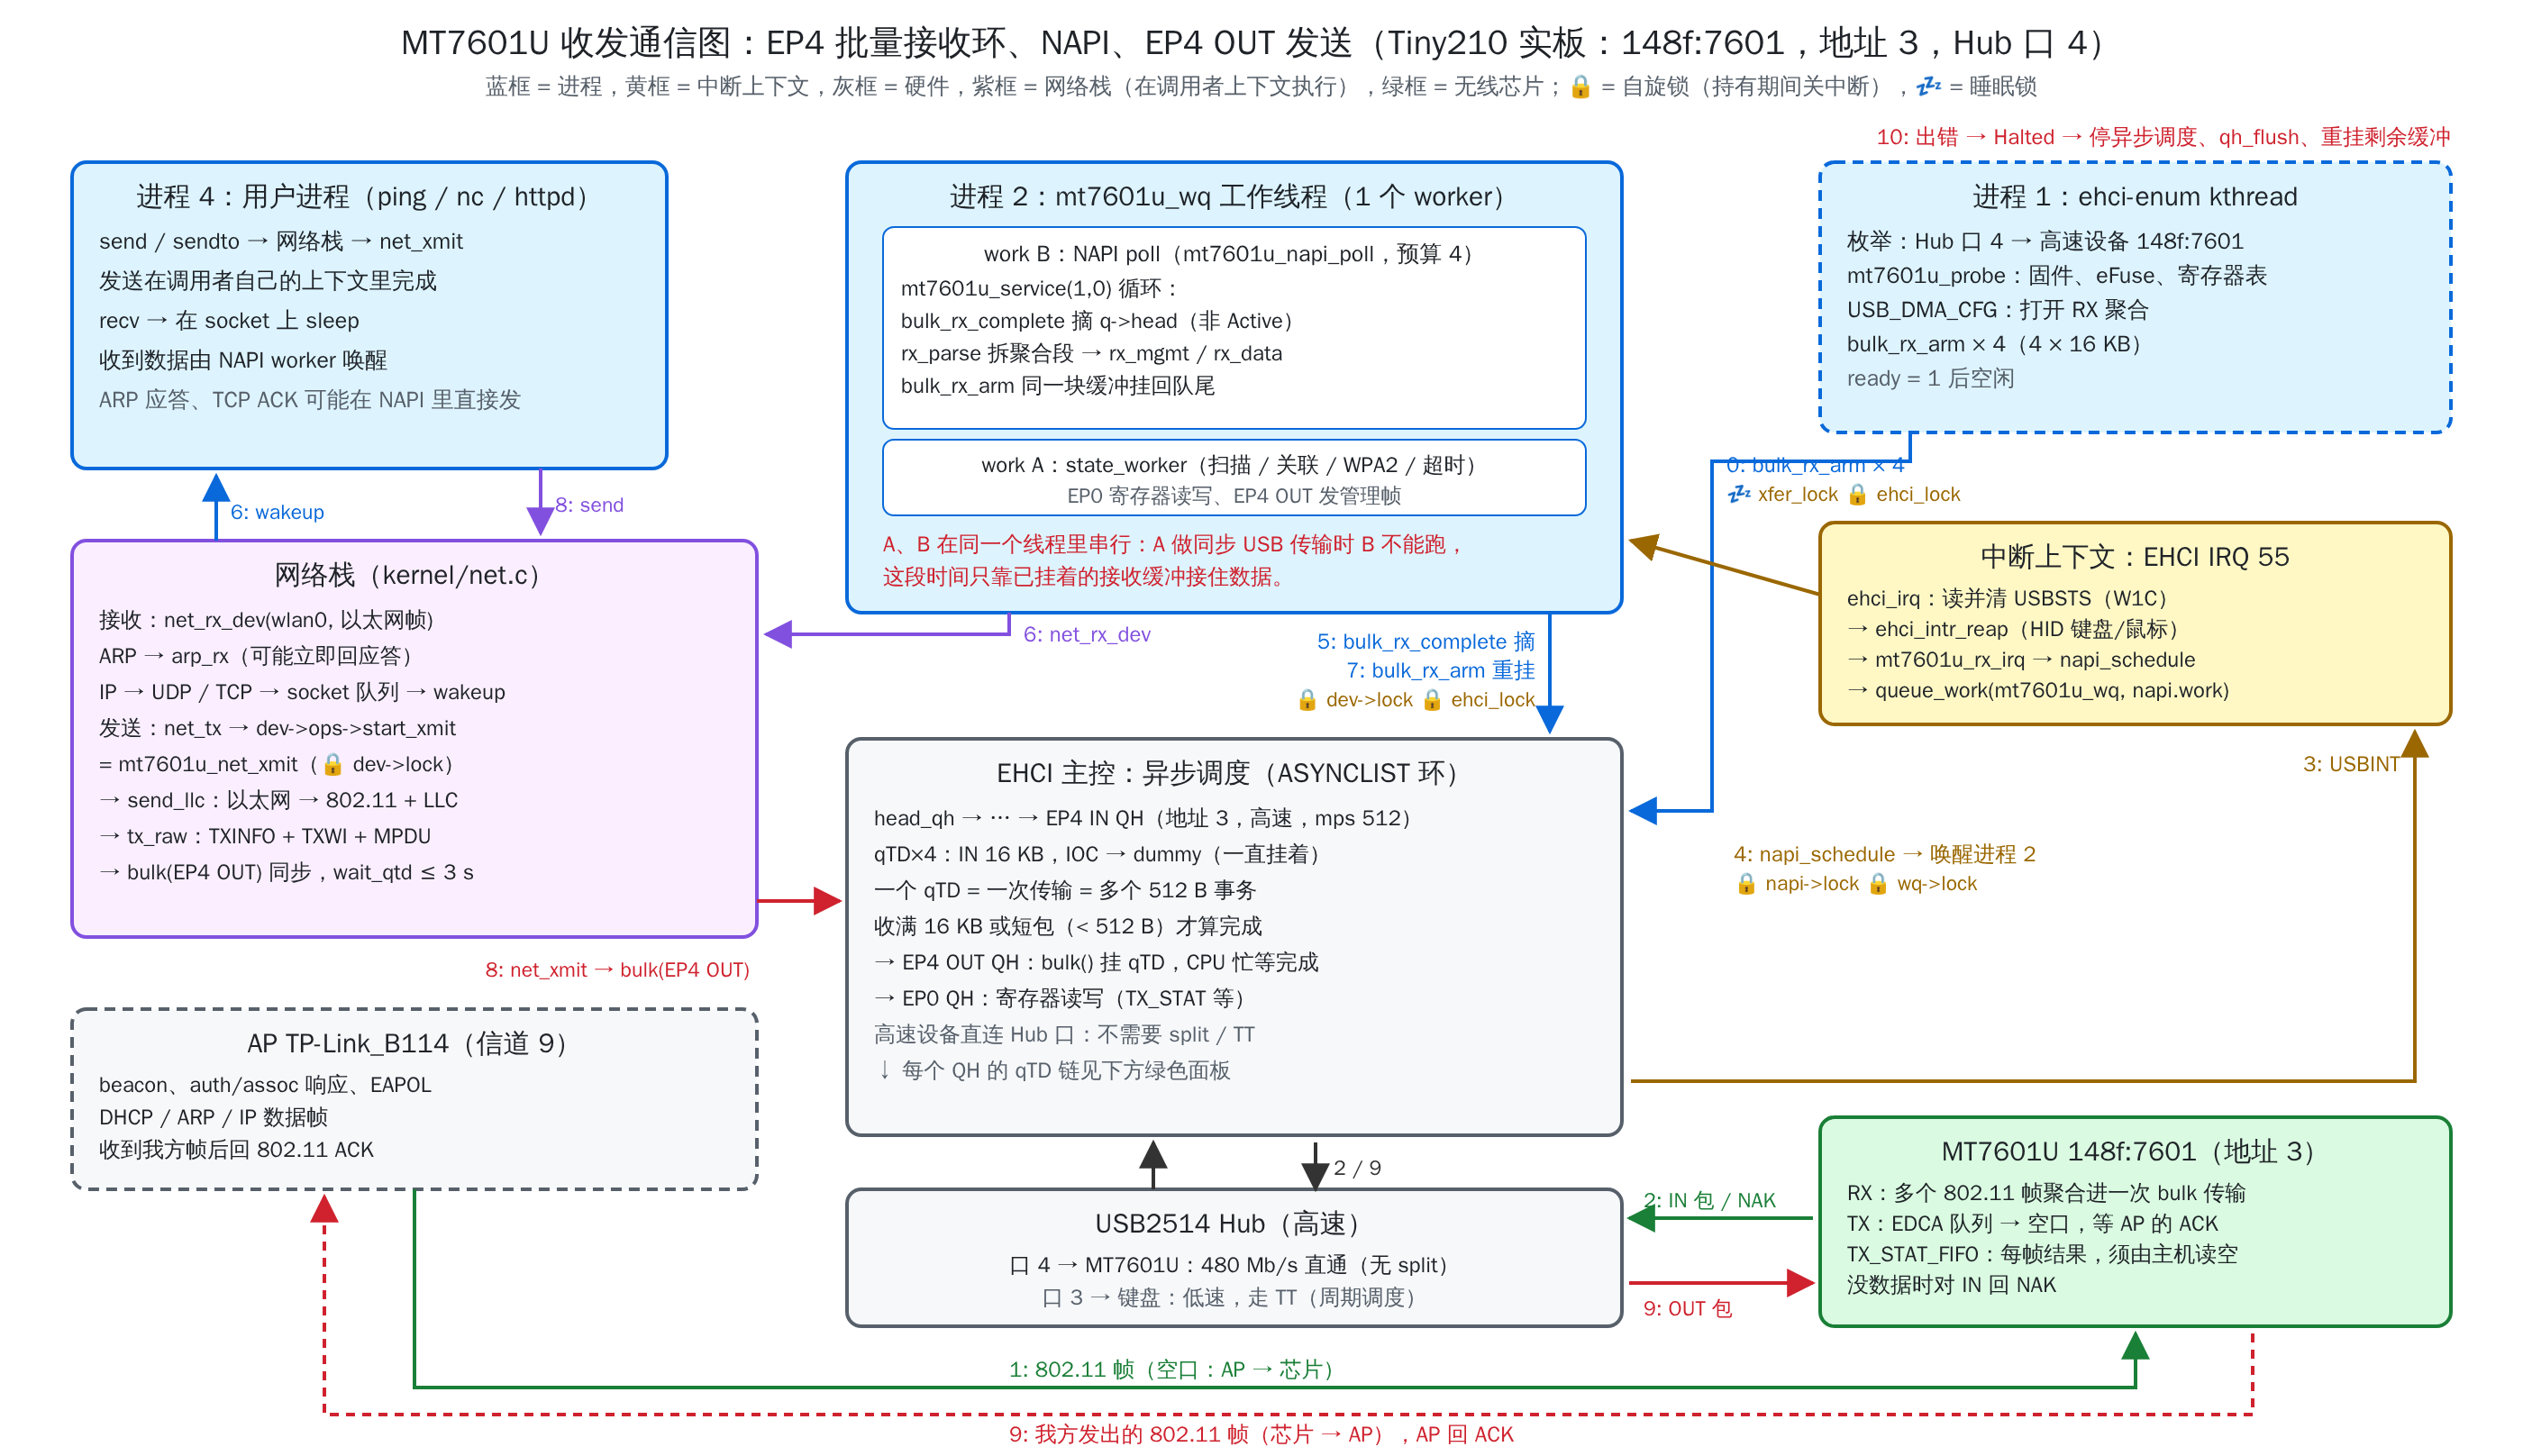 MT7601U 收发通信图：EP4 批量接收环、NAPI、EP4 OUT 发送（Tiny210 实板：148f:7601，地址 3，Hub 口 4）
蓝框 = 进程，黄框 = 中断上下文，灰框 = 硬件，紫框 = 网络栈（在调用者上下文执行），绿框 = 无线芯片；🔒 = 自旋锁（持有期间关中断），💤 = 睡眠锁
10: 出错 → Halted → 停异步调度、qh_flush、重挂剩余缓冲
进程 4：用户进程（ping / nc / httpd）
send / sendto → 网络栈 → net_xmit
发送在调用者自己的上下文里完成
recv → 在 socket 上 sleep
收到数据由 NAPI worker 唤醒
ARP 应答、TCP ACK 可能在 NAPI 里直接发
进程 2：mt7601u_wq 工作线程（1 个 worker）
work B：NAPI poll（mt7601u_napi_poll，预算 4）
mt7601u_service(1,0) 循环：
bulk_rx_complete 摘 q->head（非 Active）
rx_parse 拆聚合段 → rx_mgmt / rx_data
bulk_rx_arm 同一块缓冲挂回队尾
work A：state_worker（扫描 / 关联 / WPA2 / 超时）
EP0 寄存器读写、EP4 OUT 发管理帧
A、B 在同一个线程里串行：A 做同步 USB 传输时 B 不能跑，
这段时间只靠已挂着的接收缓冲接住数据。
进程 1：ehci-enum kthread
枚举：Hub 口 4 → 高速设备 148f:7601
mt7601u_probe：固件、eFuse、寄存器表
USB_DMA_CFG：打开 RX 聚合
bulk_rx_arm × 4（4 × 16 KB）
ready = 1 后空闲
0: bulk_rx_arm × 4
💤 xfer_lock 🔒 ehci_lock
6: wakeup
8: send
网络栈（kernel/net.c）
接收：net_rx_dev(wlan0, 以太网帧)
ARP → arp_rx（可能立即回应答）
IP → UDP / TCP → socket 队列 → wakeup
发送：net_tx → dev->ops->start_xmit
= mt7601u_net_xmit（🔒 dev->lock）
→ send_llc：以太网 → 802.11 + LLC
→ tx_raw：TXINFO + TXWI + MPDU
→ bulk(EP4 OUT) 同步，wait_qtd ≤ 3 s
6: net_rx_dev
5: bulk_rx_complete 摘
7: bulk_rx_arm 重挂
🔒 dev->lock 🔒 ehci_lock
中断上下文：EHCI IRQ 55
ehci_irq：读并清 USBSTS（W1C）
→ ehci_intr_reap（HID 键盘/鼠标）
→ mt7601u_rx_irq → napi_schedule
→ queue_work(mt7601u_wq, napi.work)
3: USBINT
4: napi_schedule → 唤醒进程 2
🔒 napi->lock 🔒 wq->lock
EHCI 主控：异步调度（ASYNCLIST 环）
head_qh → ⋯ → EP4 IN QH（地址 3，高速，mps 512）
qTD×4：IN 16 KB，IOC → dummy（一直挂着）
一个 qTD = 一次传输 = 多个 512 B 事务
收满 16 KB 或短包（< 512 B）才算完成
→ EP4 OUT QH：bulk() 挂 qTD，CPU 忙等完成
→ EP0 QH：寄存器读写（TX_STAT 等）
高速设备直连 Hub 口：不需要 split / TT
↓ 每个 QH 的 qTD 链见下方绿色面板
8: net_xmit → bulk(EP4 OUT)
AP TP-Link_B114（信道 9）
beacon、auth/assoc 响应、EAPOL
DHCP / ARP / IP 数据帧
收到我方帧后回 802.11 ACK
2 / 9
USB2514 Hub（高速）
口 4 → MT7601U：480 Mb/s 直通（无 split）
口 3 → 键盘：低速，走 TT（周期调度）
2: IN 包 / NAK
9: OUT 包
MT7601U 148f:7601（地址 3）
RX：多个 802.11 帧聚合进一次 bulk 传输
TX：EDCA 队列 → 空口，等 AP 的 ACK
TX_STAT_FIFO：每帧结果，须由主机读空
没数据时对 IN 回 NAK
1: 802.11 帧（空口：AP → 芯片）
9: 我方发出的 802.11 帧（芯片 → AP），AP 回 ACK